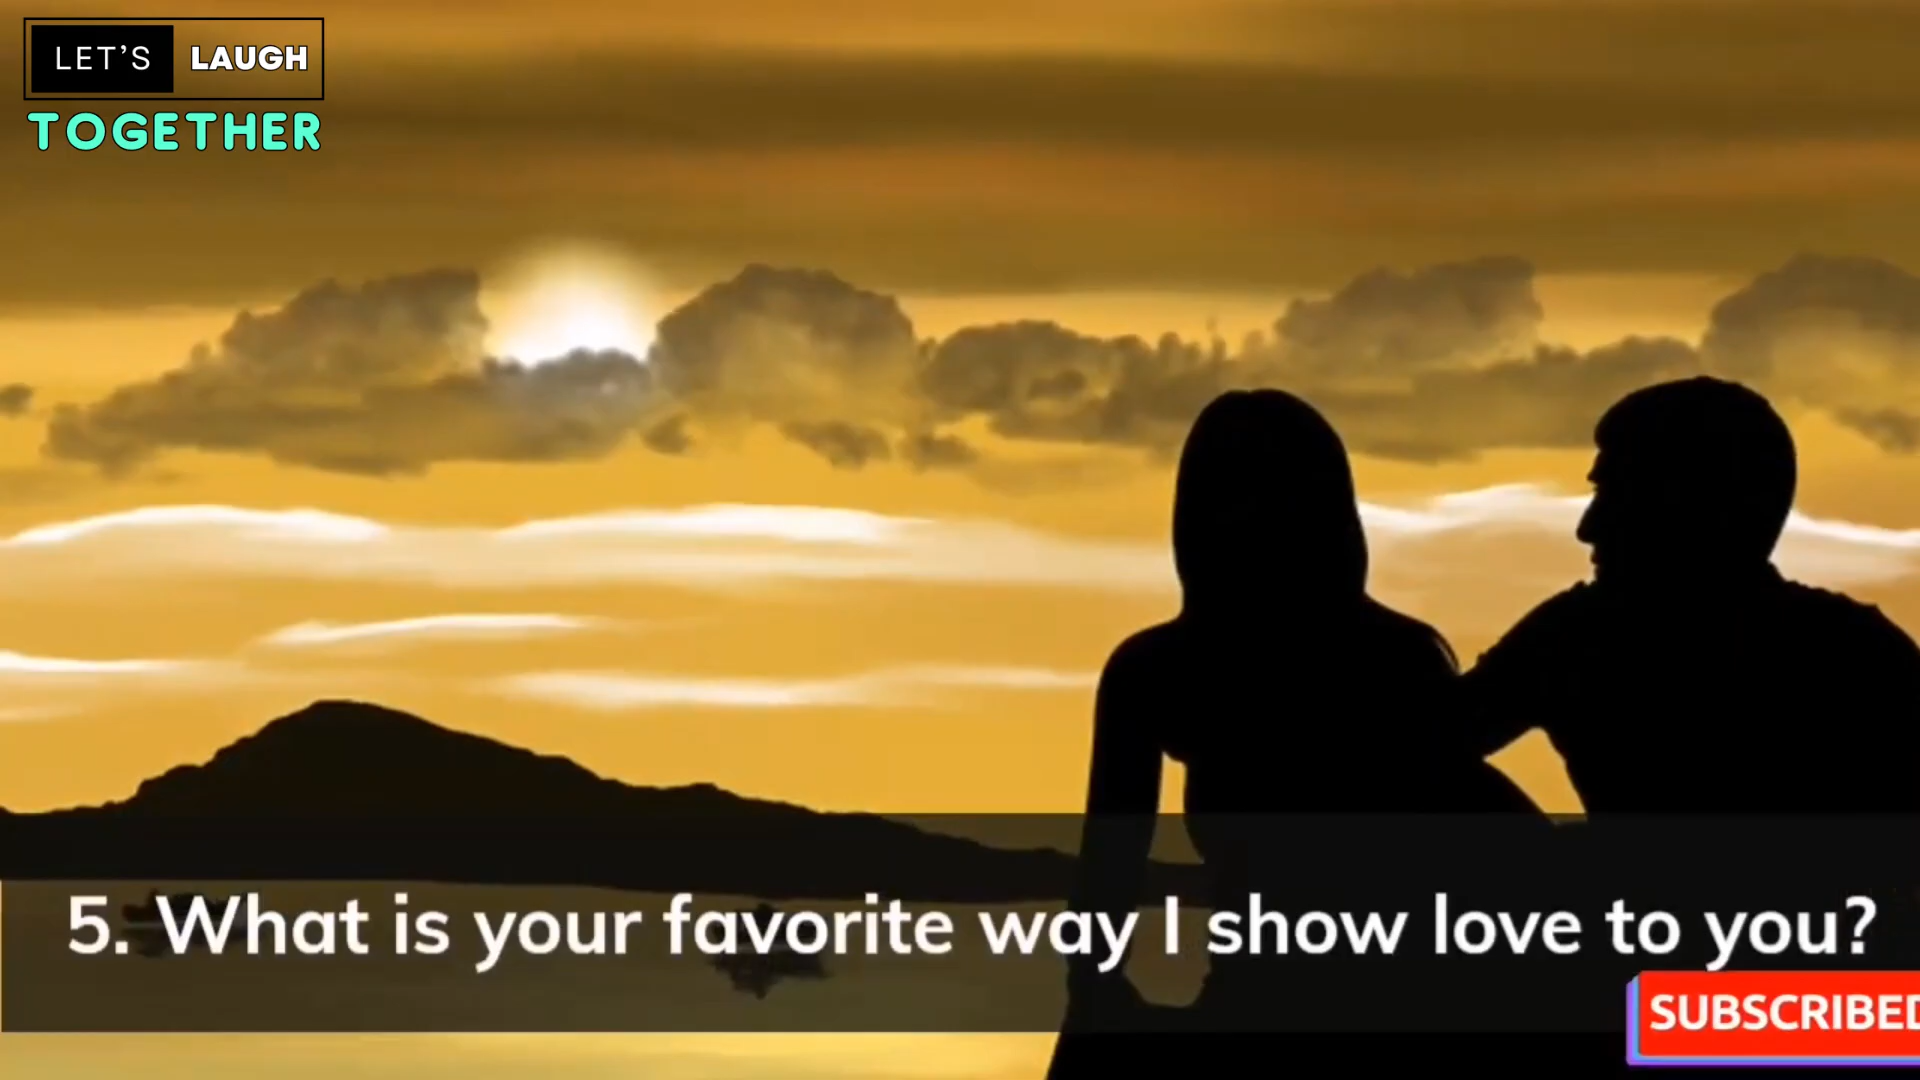 LET'S LAUGH
TOGETHER
5. What is your favorite way I show love to you?
SUBSCRIBED